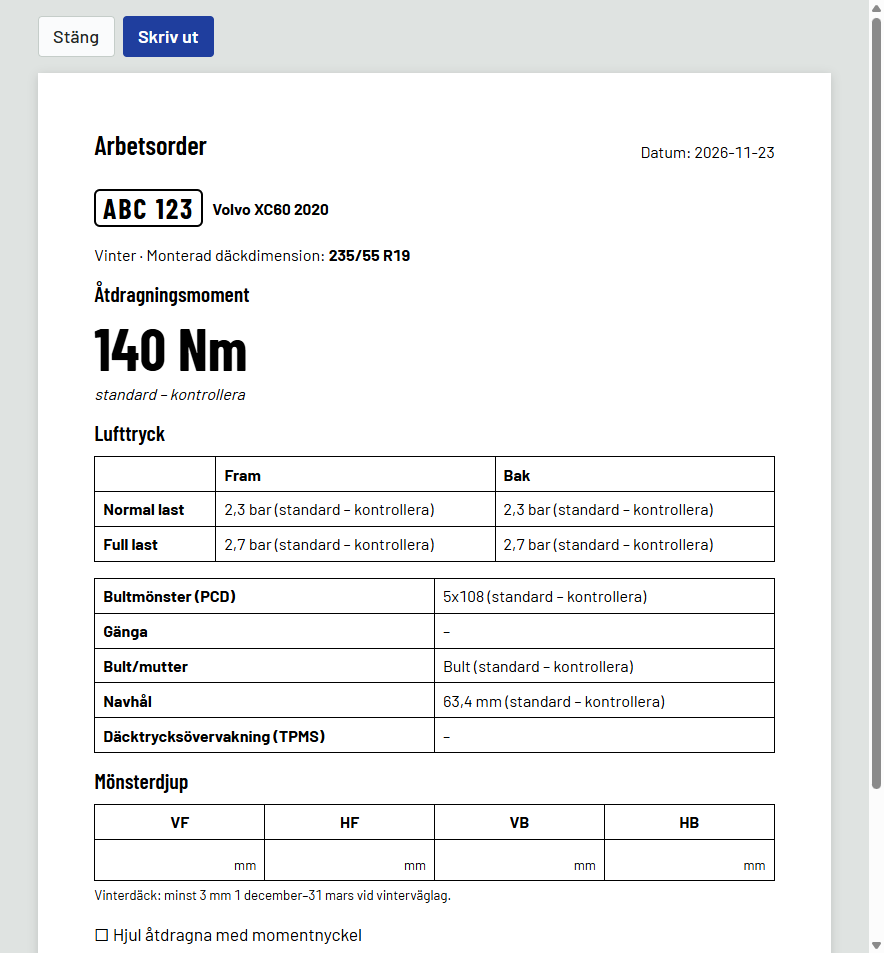 Stäng Skriv ut
Arbetsorder
Datum: 2026-11-23
ABC 123 Volvo XC60 2020
Vinter · Monterad däckdimension: 235/55 R19
Åtdragningsmoment
140 Nm
standard – kontrollera
Lufttryck
Fram Bak
Normal last 2,3 bar (standard – kontrollera) 2,3 bar (standard – kontrollera)
Full last 2,7 bar (standard – kontrollera) 2,7 bar (standard – kontrollera)
Bultmönster (PCD) 5x108 (standard – kontrollera)
Gänga –
Bult/mutter Bult (standard – kontrollera)
Navhål 63,4 mm (standard – kontrollera)
Däcktrycksövervakning (TPMS) –
Mönsterdjup
VF HF VB HB
mm mm mm mm
Vinterdäck: minst 3 mm 1 december–31 mars vid vinterväglag.
☐ Hjul åtdragna med momentnyckel